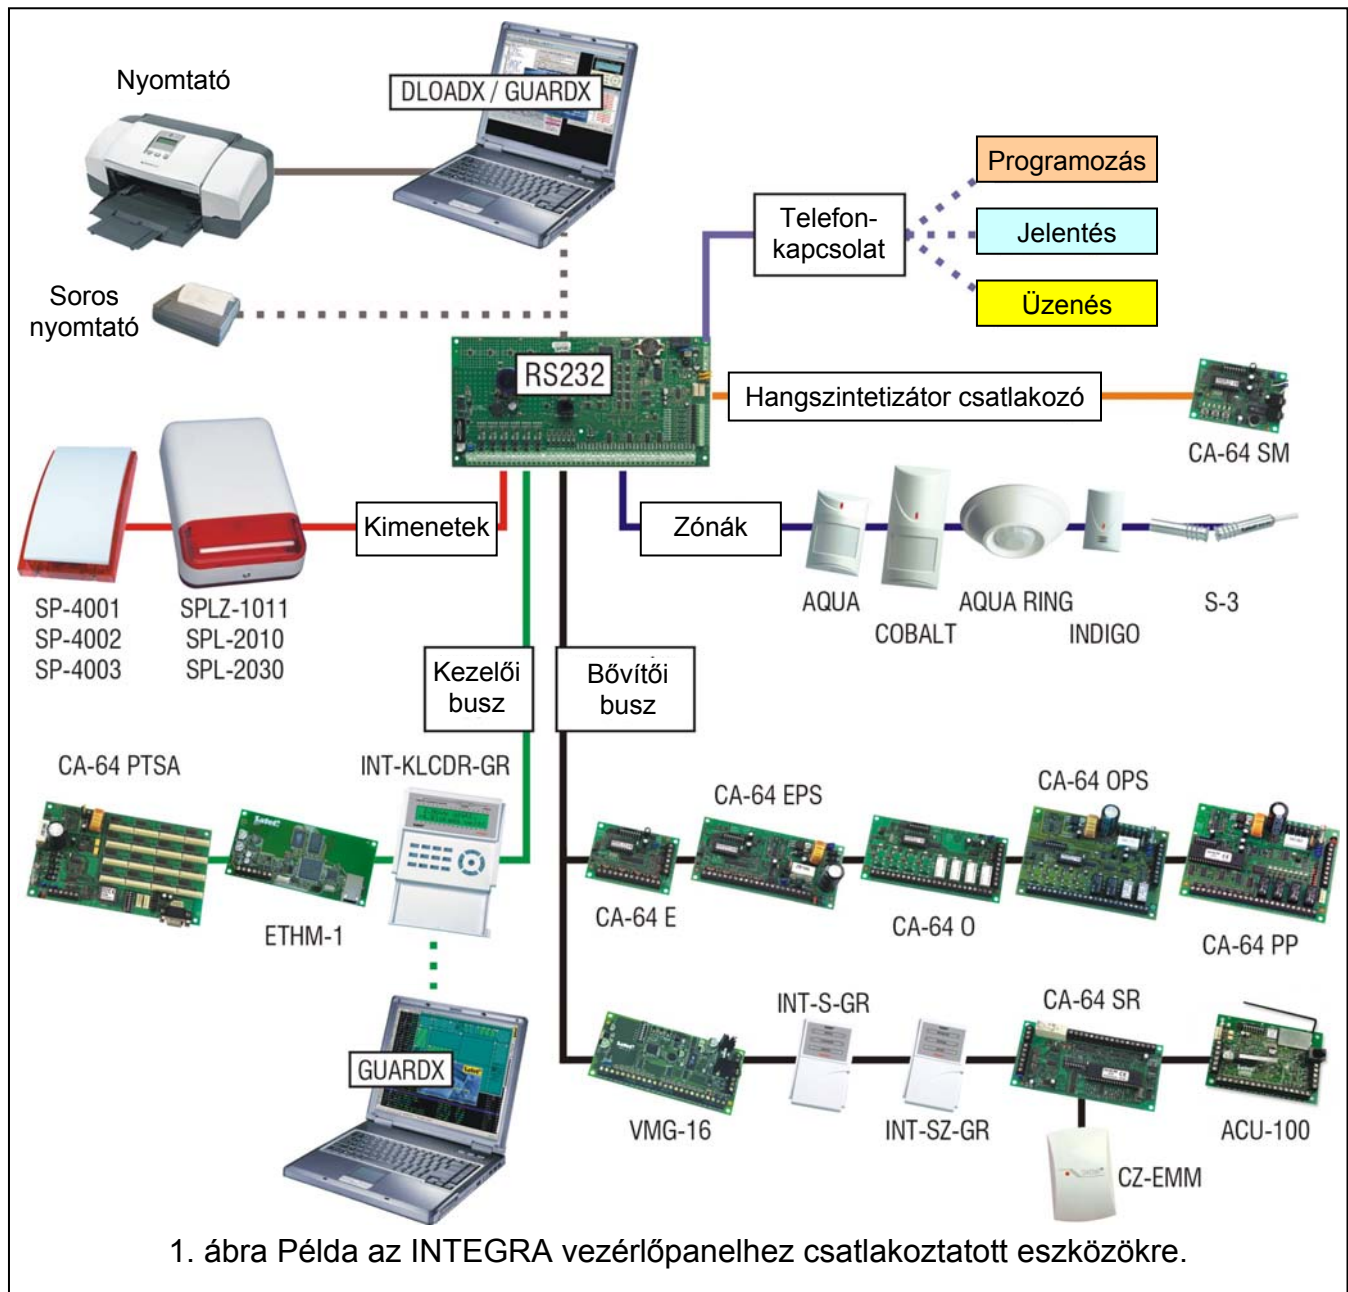 Nyomtató
DLOADX / GUARDX
Programozás
Telefon-
kapcsolat
Jelentés
Üzenés
Soros
nyomtató
RS232
Hangszintetizátor csatlakozó
CA-64 SM
Kimenetek
Zónák
SP-4001
SP-4002
SP-4003
SPLZ-1011
SPL-2010
SPL-2030
AQUA
COBALT
AQUA RING
INDIGO
S-3
Kezelői
busz
Bővítői
busz
CA-64 PTSA
INT-KLCDR-GR
ETHM-1
CA-64 E
CA-64 EPS
CA-64 O
CA-64 OPS
CA-64 PP
GUARDX
VMG-16
INT-S-GR
INT-SZ-GR
CA-64 SR
CZ-EMM
ACU-100
1. ábra Példa az INTEGRA vezérlőpanelhez csatlakoztatott eszközökre.